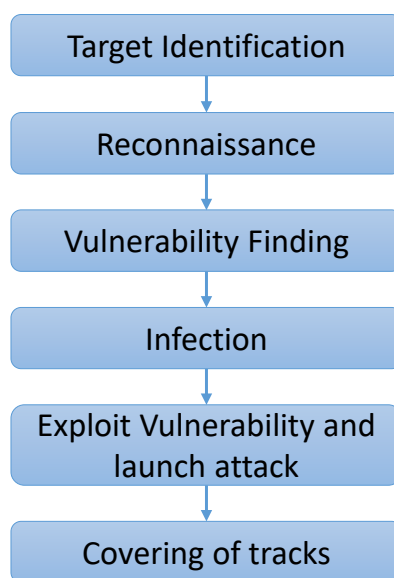 Target Identification
Reconnaissance
Vulnerability Finding
Infection
Exploit Vulnerability and
launch attack
Covering of tracks